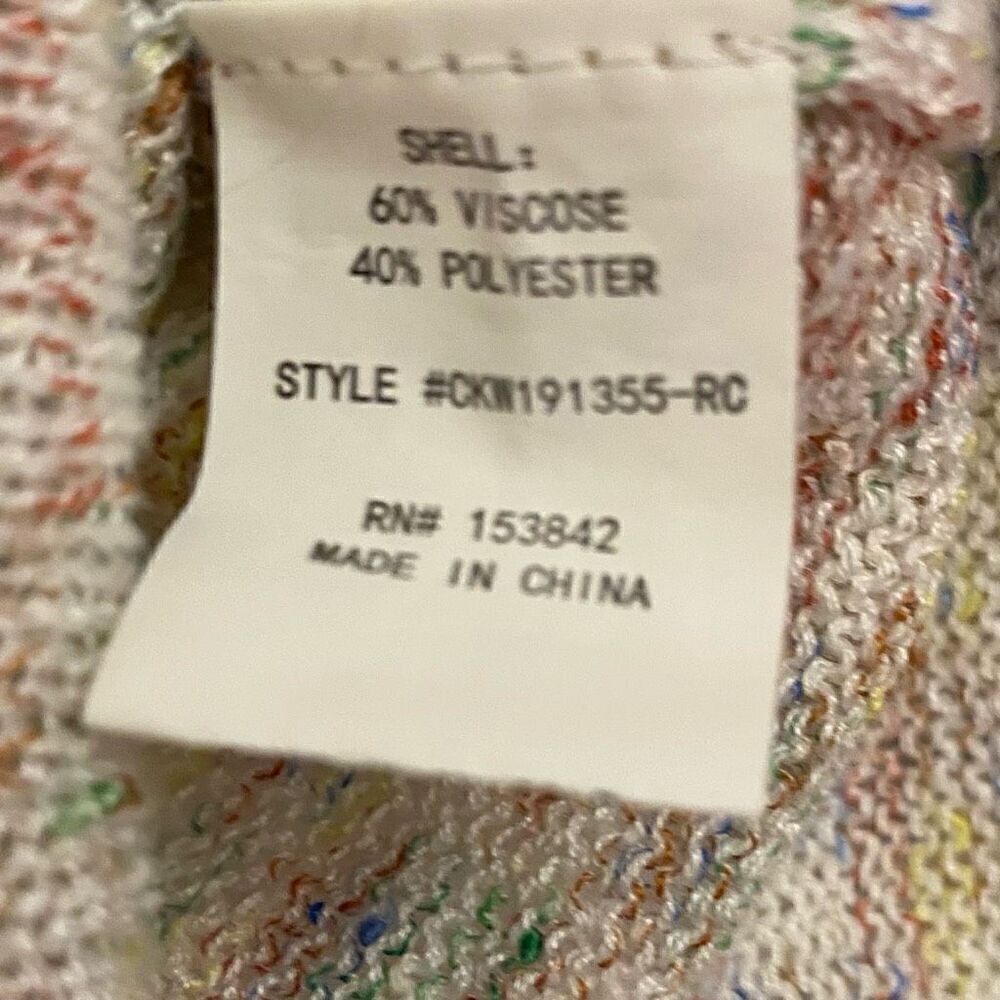 SHELL:
60% VISCOSE
40% POLYESTER
STYLE #CKW191355-RC
RN# 153842
MADE IN CHINA